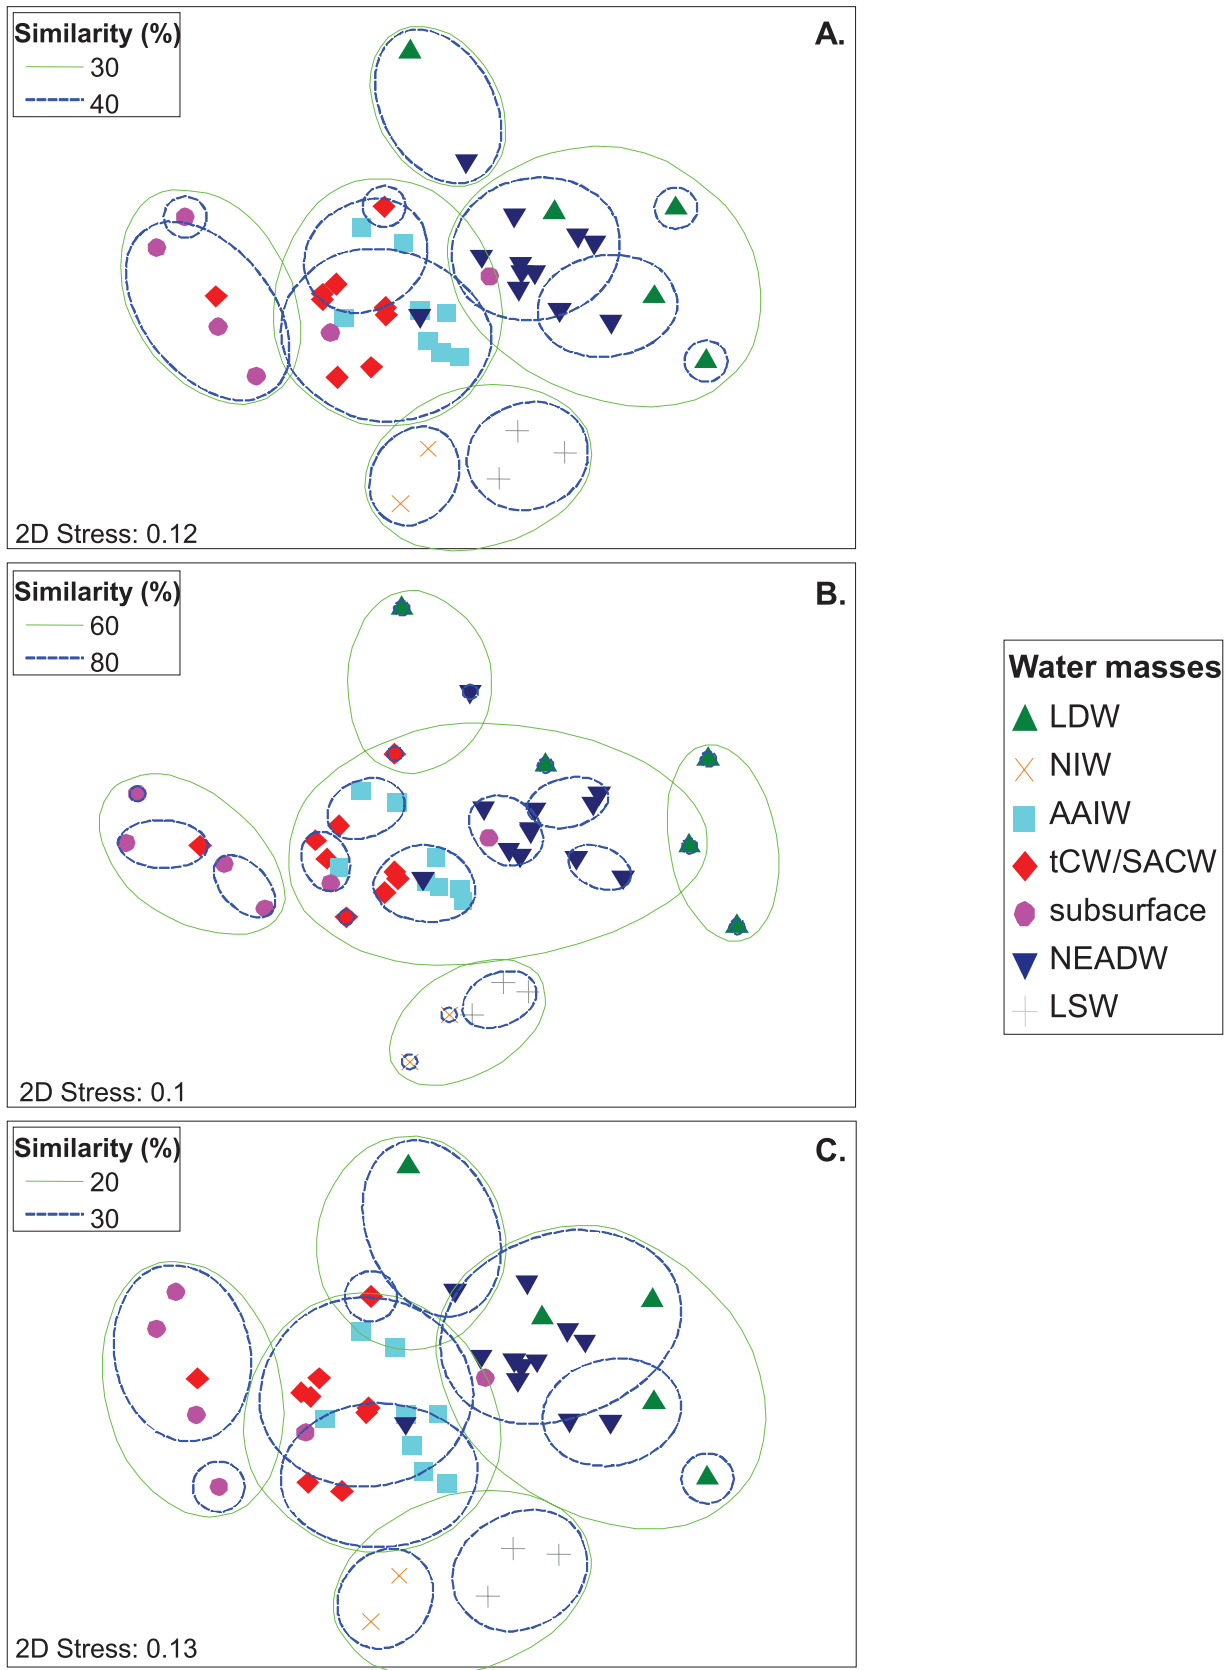 Similarity (%)
30
40
A.
2D Stress: 0.12
Similarity (%)
60
80
B.
2D Stress: 0.1
Similarity (%)
20
30
C.
2D Stress: 0.13
Water masses
LDW
NIW
AAIW
tCW/SACW
subsurface
NEADW
LSW